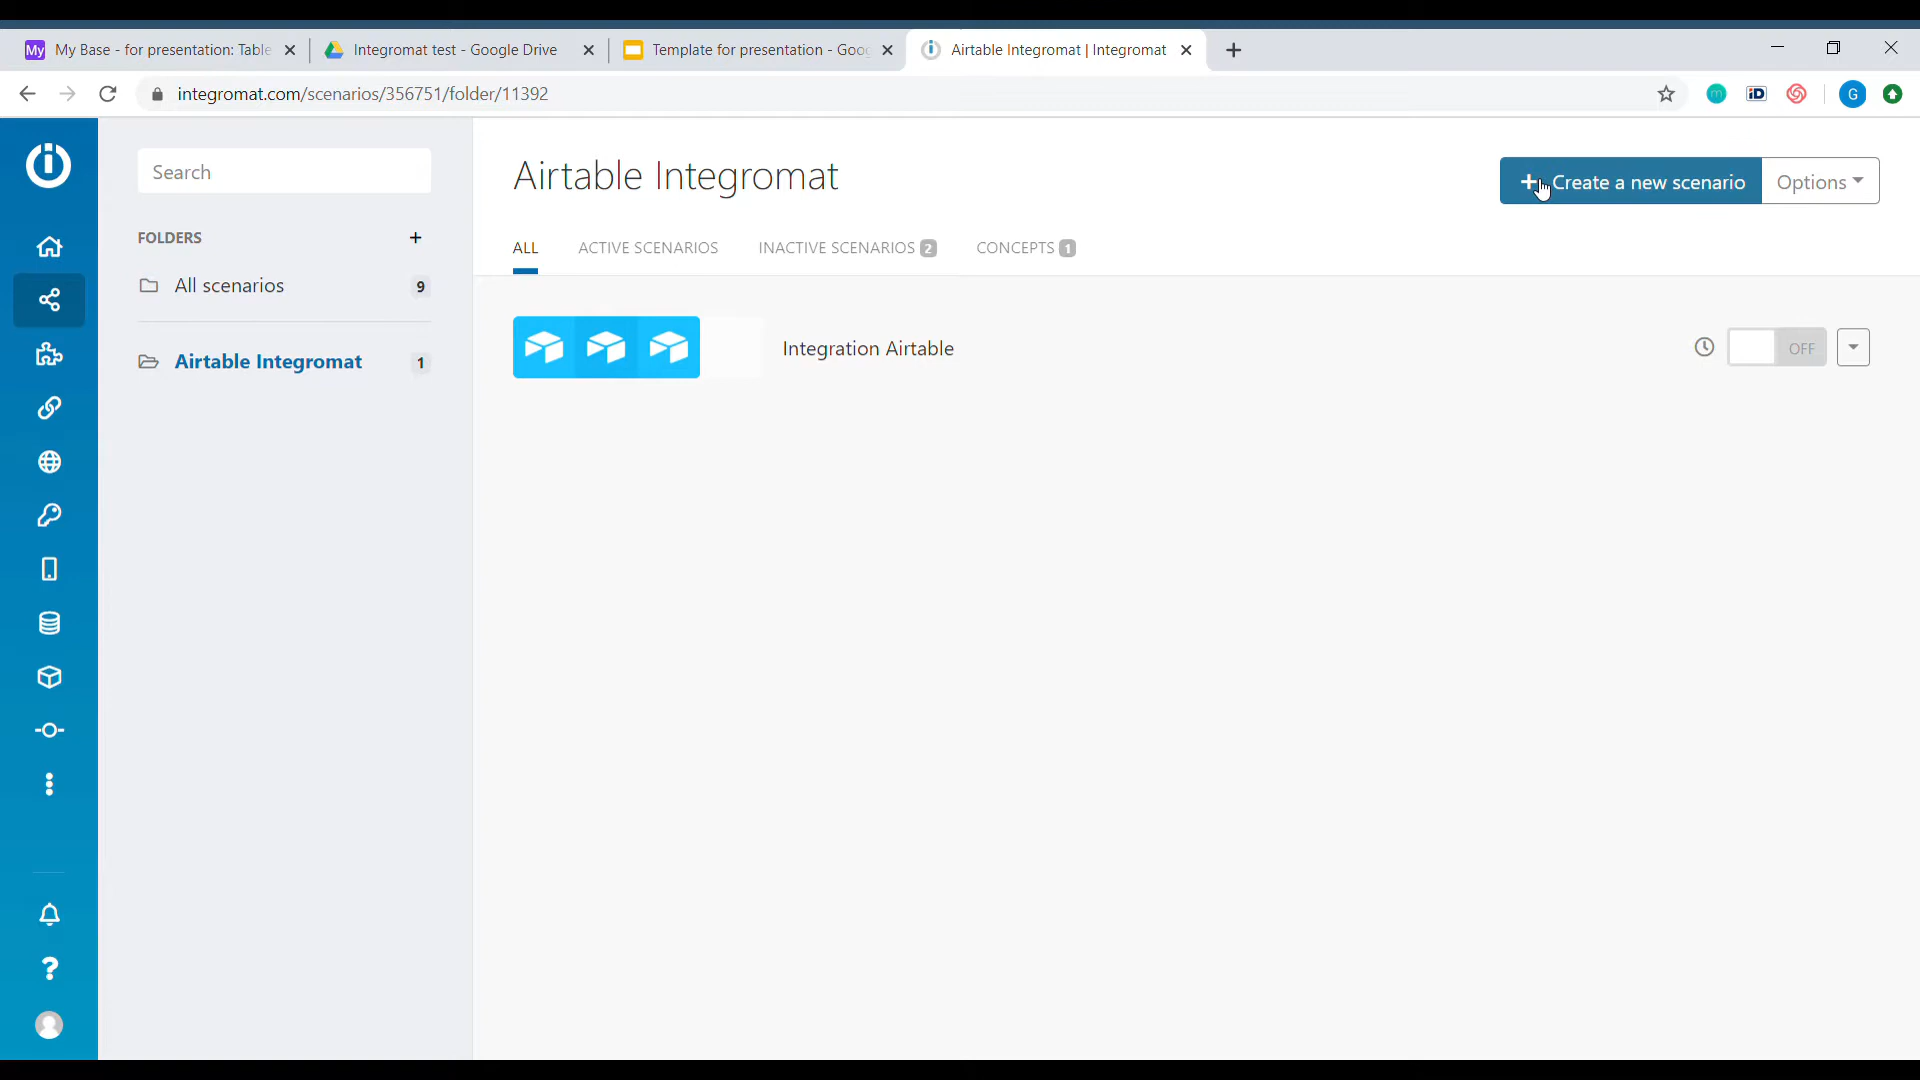 My Base - for presentation: Table
Integromat test - Google Drive
Template for presentation - Goog
Airtable Integromat | Integromat
integromat.com/scenarios/356751/folder/11392
G
Search
FOLDERS
All scenarios 9
Airtable Integromat 1
Airtable Integromat
Create a new scenario
Options
ALL
ACTIVE SCENARIOS
INACTIVE SCENARIOS 2
CONCEPTS 1
Integration Airtable
OFF